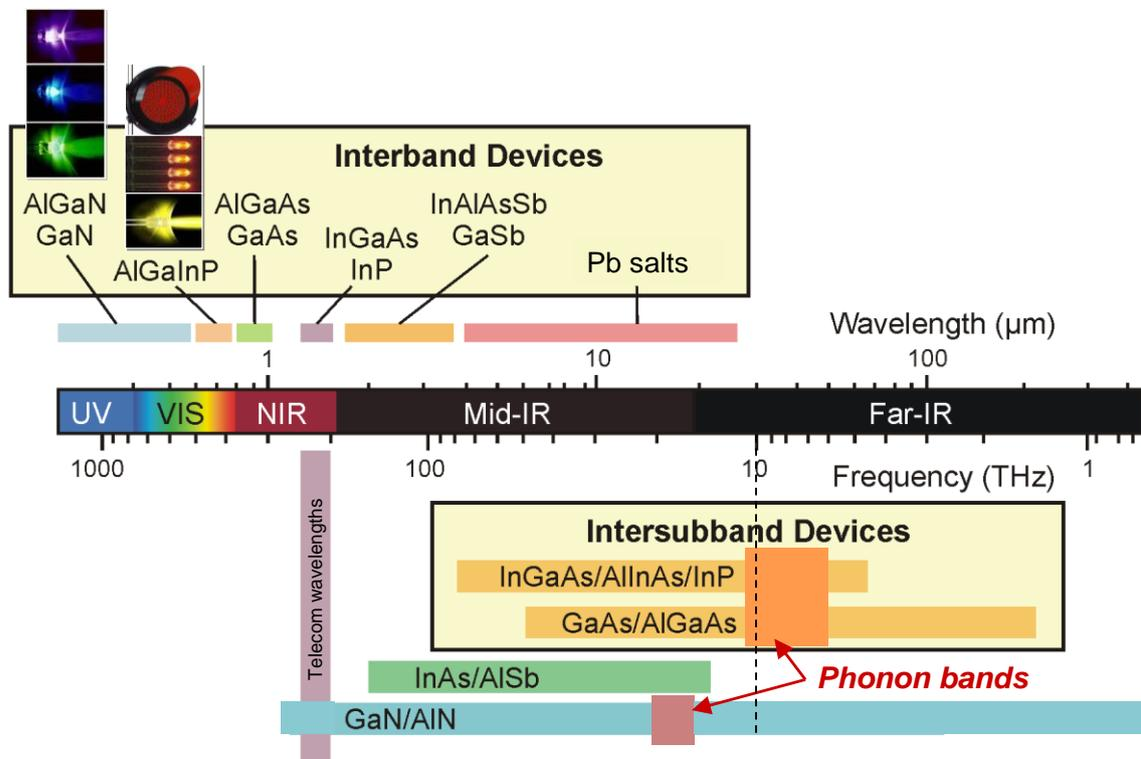 Interband Devices
AlGaN
GaN
AlGaInP
AlGaAs
GaAs
InGaAs
InP
InAlAsSb
GaSb
Pb salts
Wavelength (µm)
1
10
100
UV
VIS
NIR
Mid-IR
Far-IR
1000
100
10
1
Frequency (THz)
Telecom wavelengths
Intersubband Devices
InGaAs/AlInAs/InP
GaAs/AlGaAs
InAs/AlSb
Phonon bands
GaN/AlN